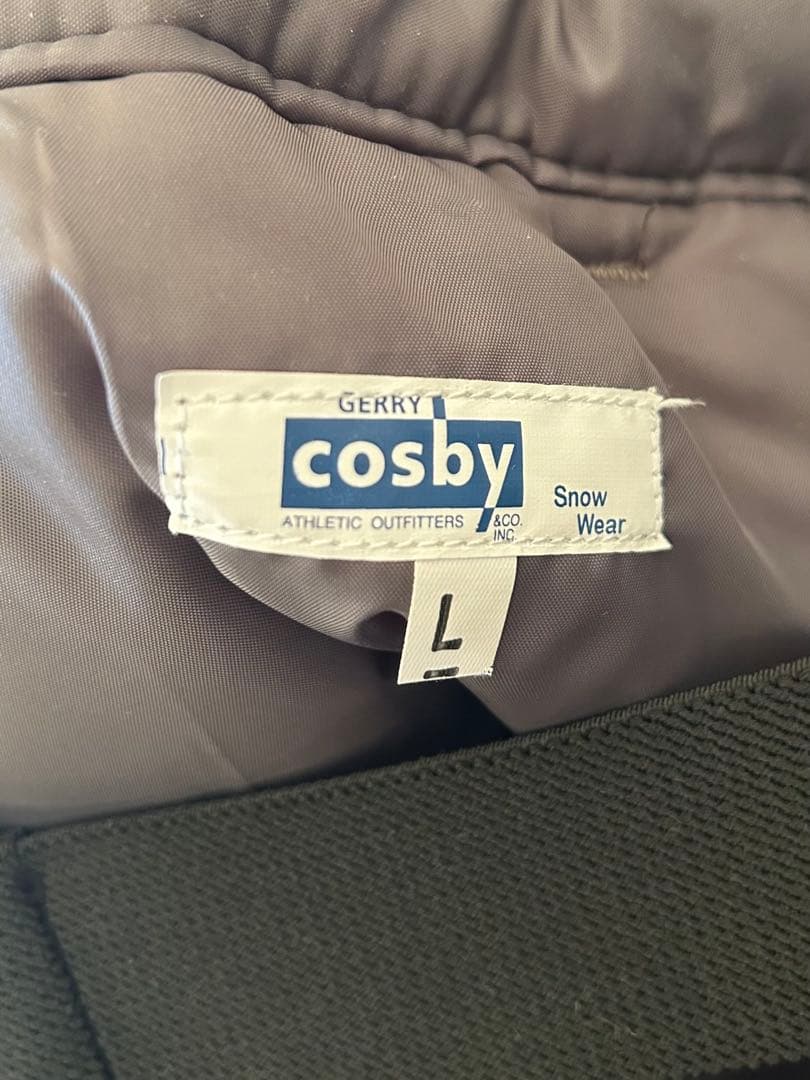 GERRY
cosby
ATHLETIC OUTFITTERS &CO.
INC.
Snow
Wear
L